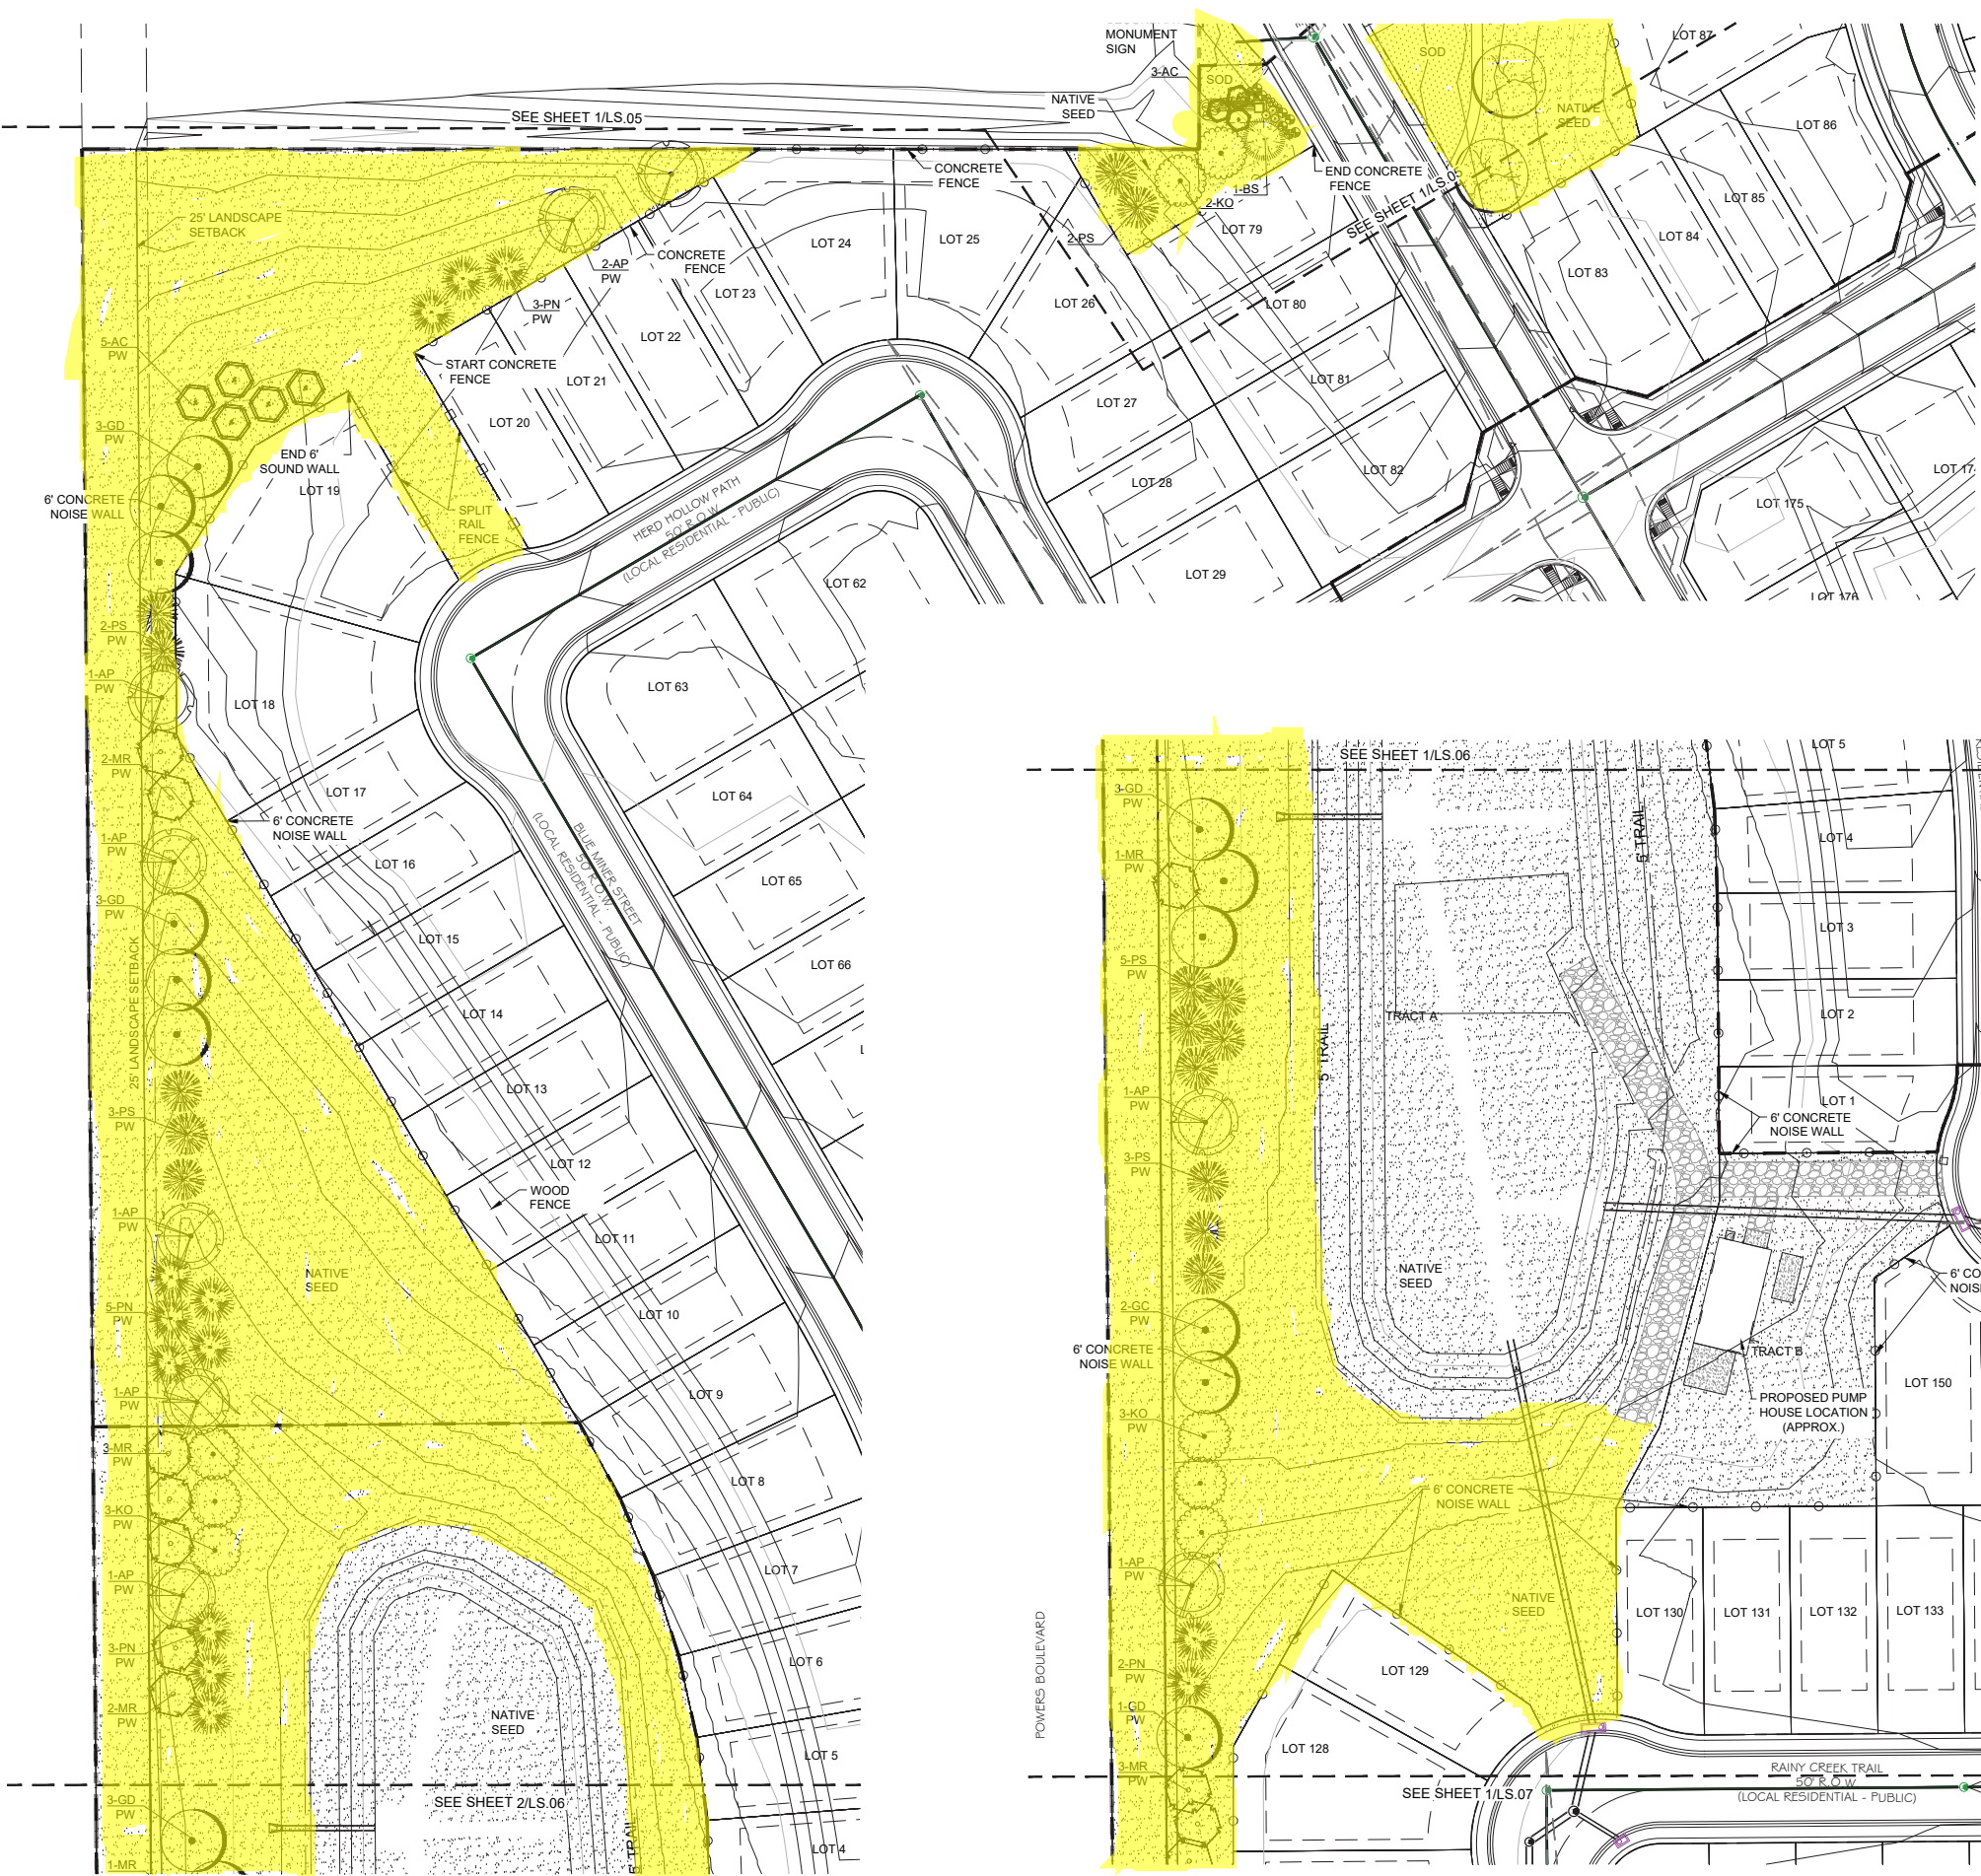 MONUMENT
SIGN
3-AC
SOD
NATIVE
SEED
SEE SHEET 1/LS.05
SOD
NATIVE
SEED
LOT 87
LOT 86
LOT 85
LOT 84
LOT 83
CONCRETE
FENCE
END CONCRETE
FENCE
1-BS
2-KO
2-PS
LOT 79
LOT 80
LOT 81
LOT 82
25' LANDSCAPE
SETBACK
2-AP
PW
CONCRETE
FENCE
3-PN
PW
START CONCRETE
FENCE
LOT 20
LOT 21
LOT 22
LOT 23
LOT 24
LOT 25
LOT 26
LOT 27
LOT 28
LOT 29
LOT 175
LOT 176
5-AC
PW
3-GD
PW
6' CONCRETE
NOISE WALL
END 6'
SOUND WALL
LOT 19
SPLIT
RAIL
FENCE
HERD HOLLOW PATH
50' R.O.W.
(LOCAL RESIDENTIAL - PUBLIC)
LOT 62
LOT 63
LOT 64
LOT 65
LOT 66
2-PS
PW
1-AP
PW
LOT 18
2-MR
PW
LOT 17
6' CONCRETE
NOISE WALL
1-AP
PW
LOT 16
BLUE MINER STREET
50' R.O.W.
(LOCAL RESIDENTIAL - PUBLIC)
3-GD
PW
LOT 15
25' LANDSCAPE SETBACK
LOT 14
LOT 13
3-PS
PW
LOT 12
WOOD
FENCE
1-AP
PW
LOT 11
NATIVE
SEED
5-PN
PW
LOT 10
1-AP
PW
LOT 9
3-MR
PW
LOT 8
3-KO
PW
LOT 7
1-AP
PW
3-PN
PW
LOT 6
2-MR
PW
NATIVE
SEED
LOT 5
SEE SHEET 2/LS.06
3-GD
PW
5' TRAIL
LOT 4
1-MR
SEE SHEET 1/LS.06
3-GD
PW
1-MR
PW
5' TRAIL
LOT 5
LOT 4
LOT 3
LOT 2
LOT 1
5-PS
PW
TRACT A
5' TRAIL
1-AP
PW
6' CONCRETE
NOISE WALL
3-PS
PW
NATIVE
SEED
2-GC
PW
6' CONCRETE
NOISE WALL
TRACT B
LOT 150
PROPOSED PUMP
HOUSE LOCATION
(APPROX.)
3-KO
PW
6' CONCRETE
NOISE WALL
1-AP
PW
NATIVE
SEED
LOT 130
LOT 131
LOT 132
LOT 133
POWERS BOULEVARD
2-PN
PW
LOT 129
1-GD
PW
LOT 128
3-MR
PW
SEE SHEET 1/LS.07
RAINY CREEK TRAIL
50' R.O.W.
(LOCAL RESIDENTIAL - PUBLIC)